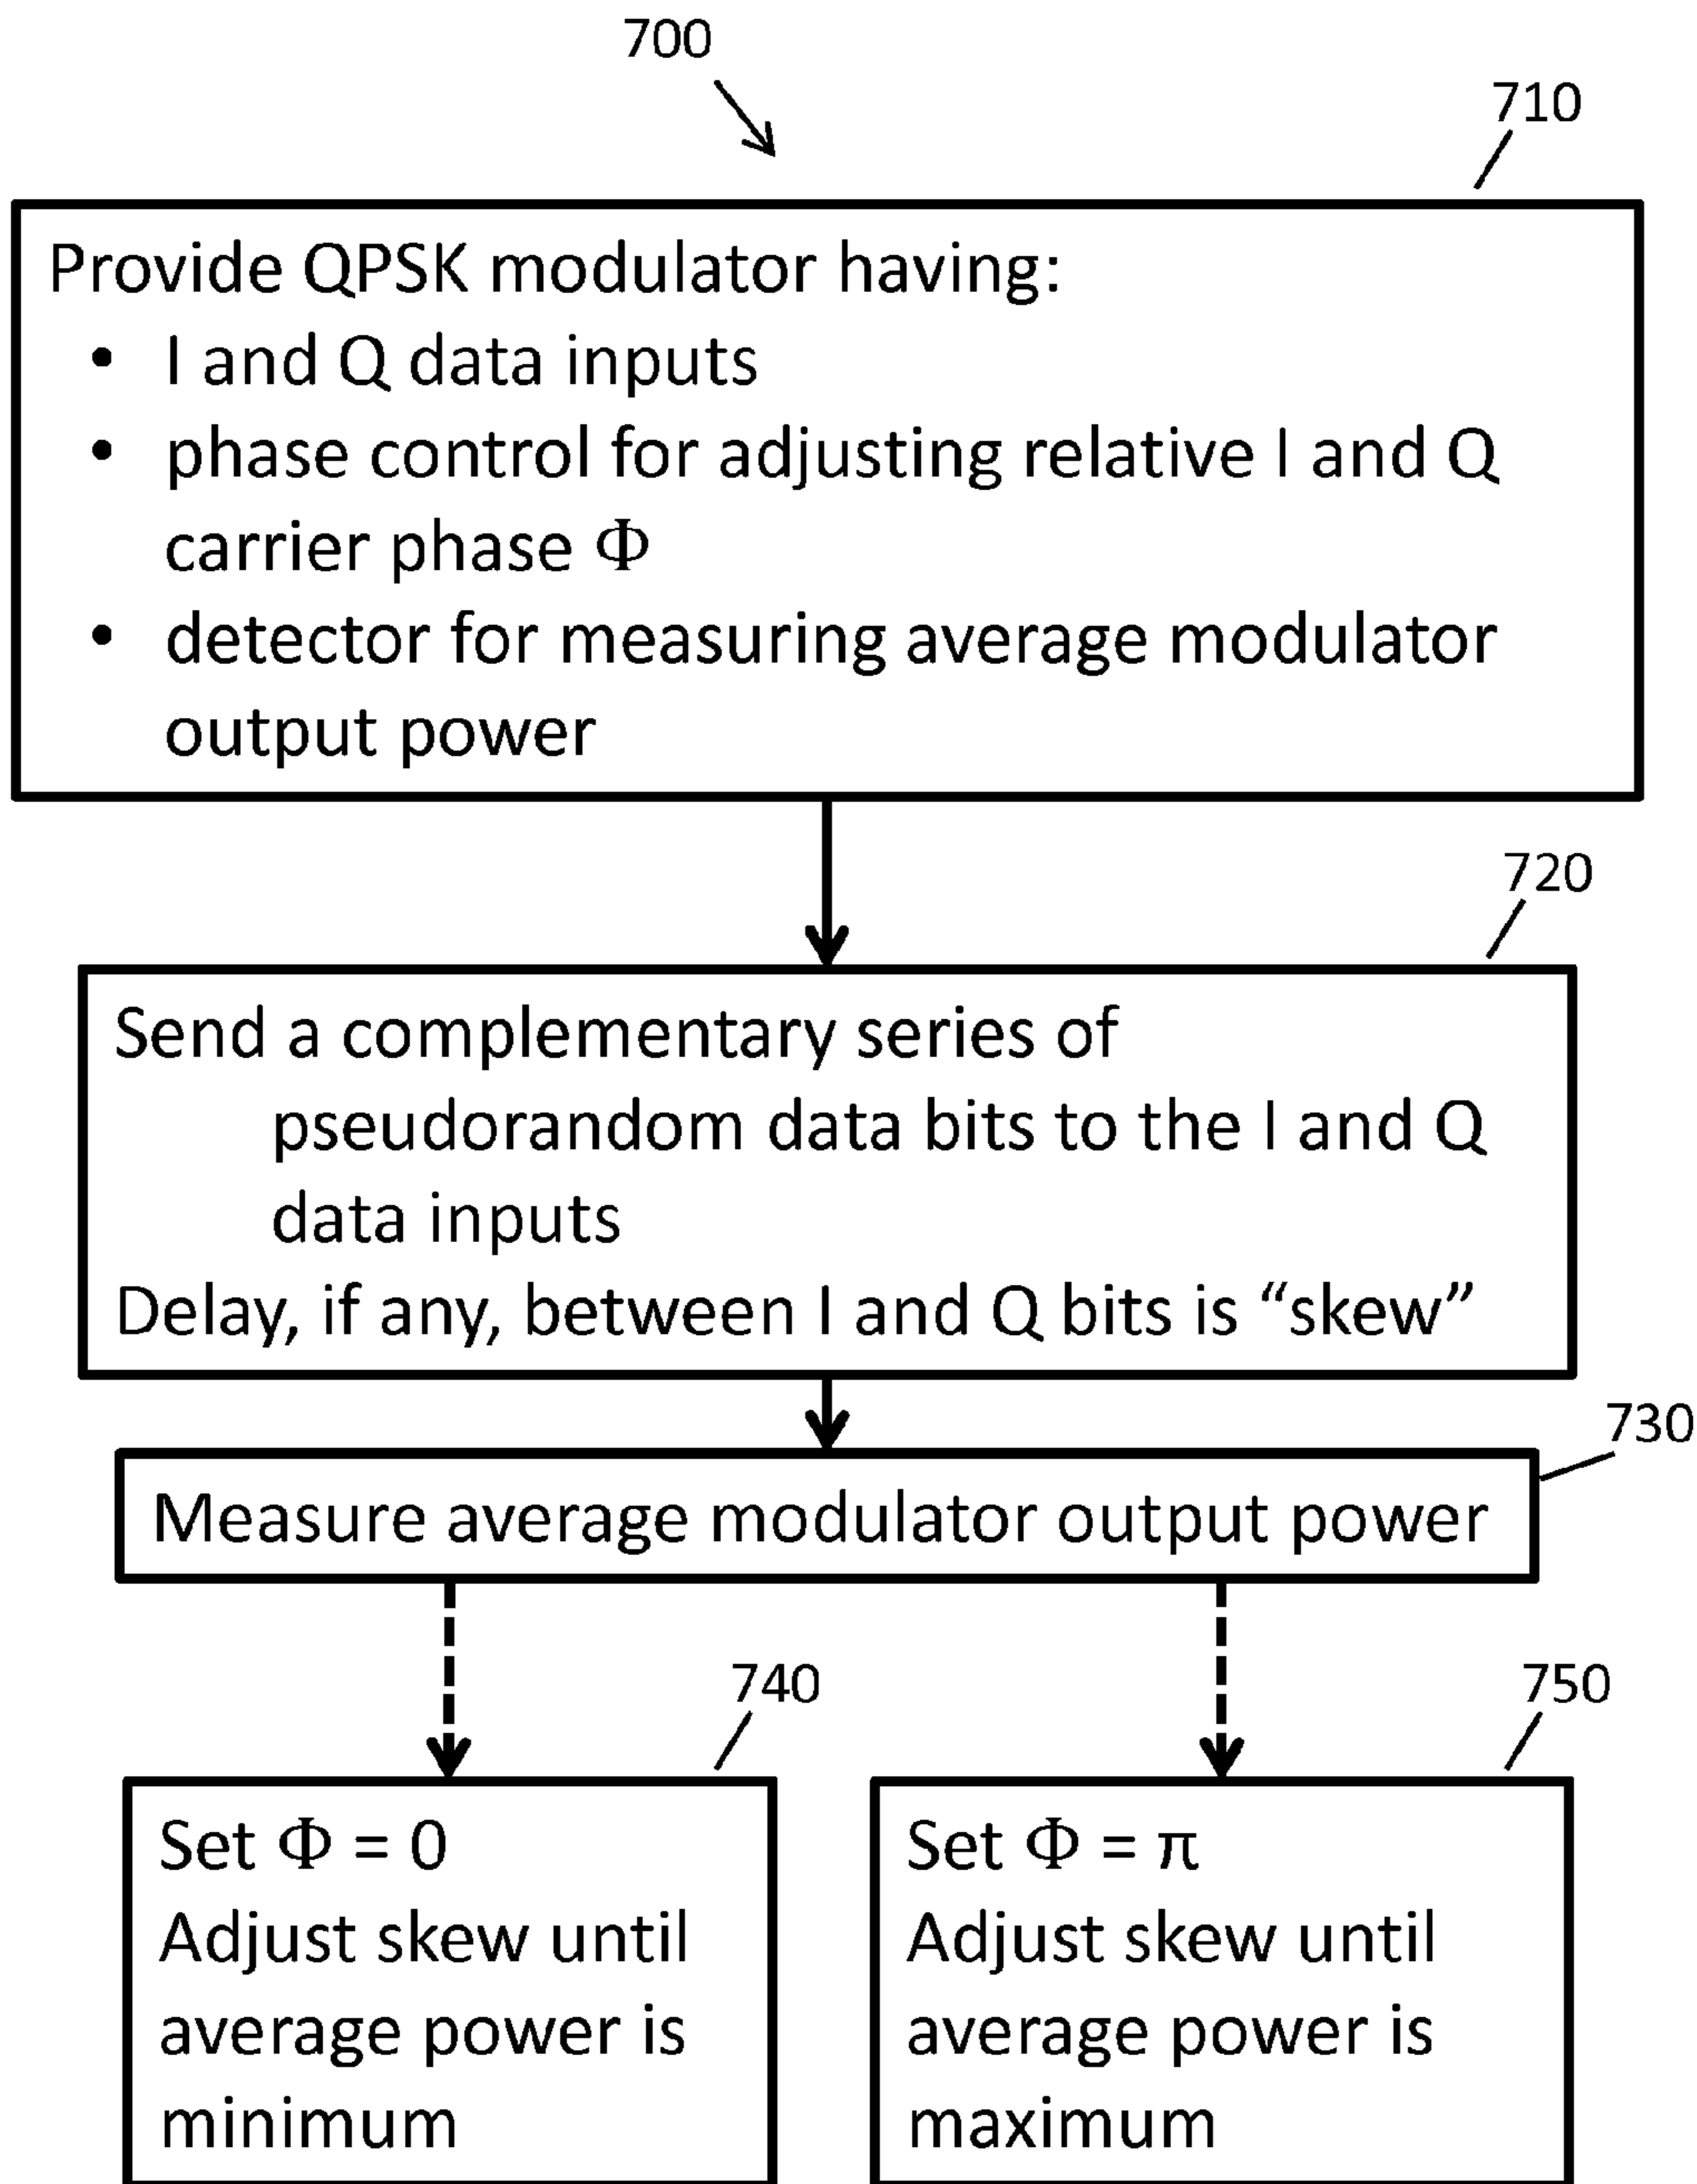 700
710
Provide QPSK modulator having:
• I and Q data inputs
• phase control for adjusting relative I and Q
carrier phase Φ
• detector for measuring average modulator
output power
720
Send a complementary series of
pseudorandom data bits to the I and Q
data inputs
Delay, if any, between I and Q bits is “skew”
730
Measure average modulator output power
740
Set Φ = 0
Adjust skew until
average power is
minimum
750
Set Φ = π
Adjust skew until
average power is
maximum